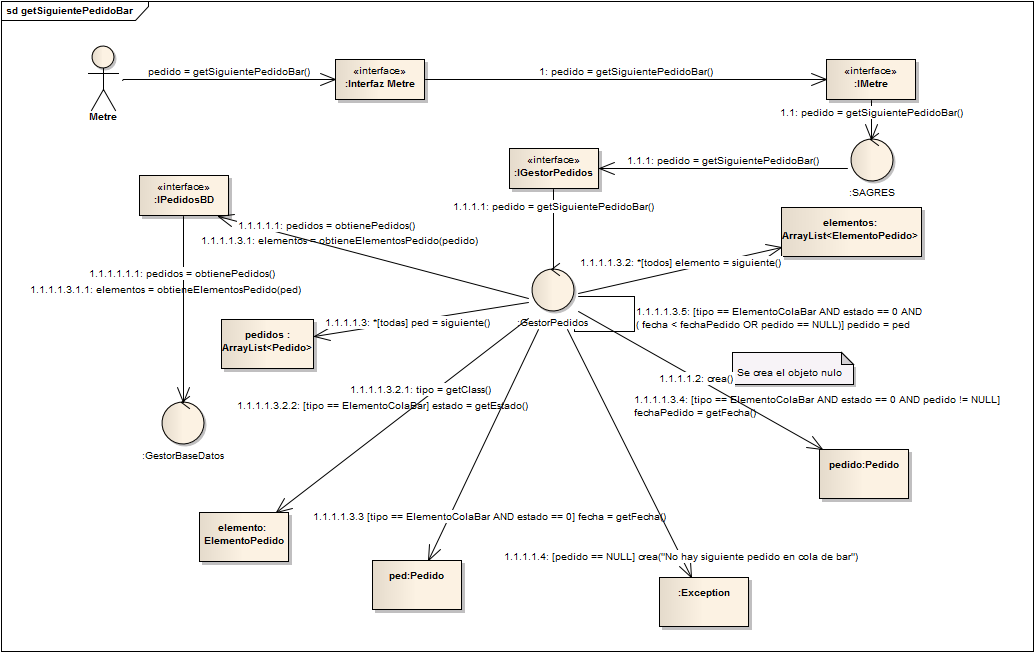 sd getSiguientePedidoBar
Metre
pedido = getSiguientePedidoBar()
«interface»
:Interfaz Metre
1: pedido = getSiguientePedidoBar()
«interface»
:IMetre
1.1: pedido = getSiguientePedidoBar()
:SAGRES
1.1.1: pedido = getSiguientePedidoBar()
«interface»
:IGestorPedidos
1.1.1.1: pedido = getSiguientePedidoBar()
«interface»
:IPedidosBD
1.1.1.1.1: pedidos = obtienePedidos()
1.1.1.1.3.1: elementos = obtieneElementosPedido(pedido)
elementos:
ArrayList<ElementoPedido>
1.1.1.1.3.2: *[todos] elemento = siguiente()
1.1.1.1.1.1: pedidos = obtienePedidos()
1.1.1.1.3.1.1: elementos = obtieneElementosPedido(ped)
:GestorPedidos
1.1.1.1.3.5: [tipo == ElementoColaBar AND estado == 0 AND
( fecha < fechaPedido OR pedido == NULL)] pedido = ped
1.1.1.1.3: *[todas] ped = siguiente()
pedidos :
ArrayList<Pedido>
1.1.1.1.2: crea()
Se crea el objeto nulo
1.1.1.1.3.2.1: tipo = getClass()
1.1.1.1.3.2.2: [tipo == ElementoColaBar] estado = getEstado()
1.1.1.1.3.4: [tipo == ElementoColaBar AND estado == 0 AND pedido != NULL]
fechaPedido = getFecha()
:GestorBaseDatos
pedido:Pedido
1.1.1.1.3.3 [tipo == ElementoColaBar AND estado == 0] fecha = getFecha()
elemento:
ElementoPedido
1.1.1.1.4: [pedido == NULL] crea("No hay siguiente pedido en cola de bar")
ped:Pedido
:Exception